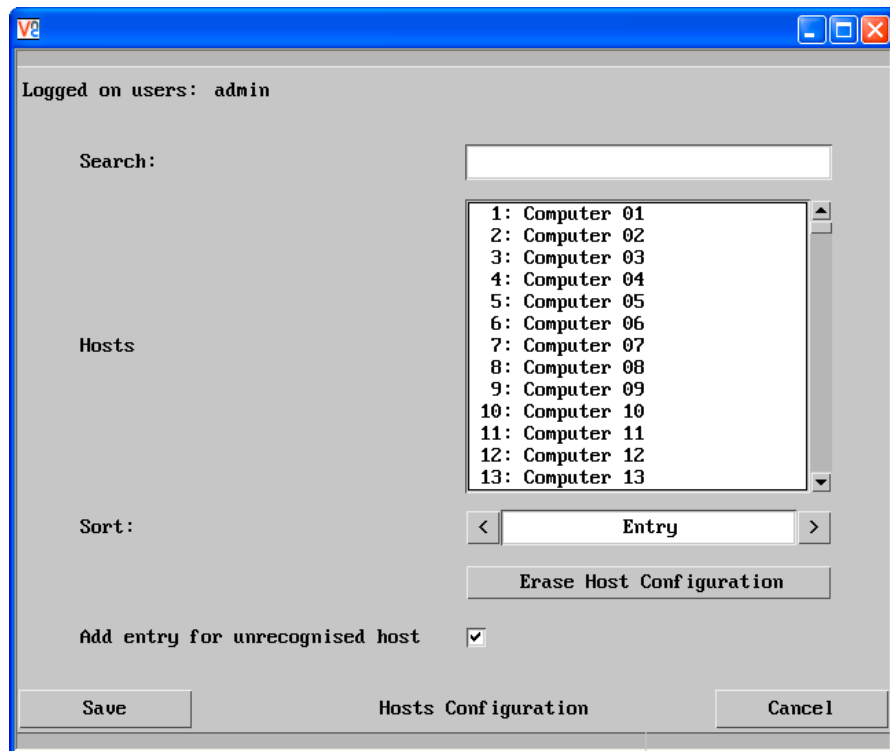 Logged on users: admin
Search:
Hosts
1: Computer 01
2: Computer 02
3: Computer 03
4: Computer 04
5: Computer 05
6: Computer 06
7: Computer 07
8: Computer 08
9: Computer 09
10: Computer 10
11: Computer 11
12: Computer 12
13: Computer 13
Sort:
< Entry >
Erase Host Configuration
Add entry for unrecognised host
Save Hosts Configuration Cancel